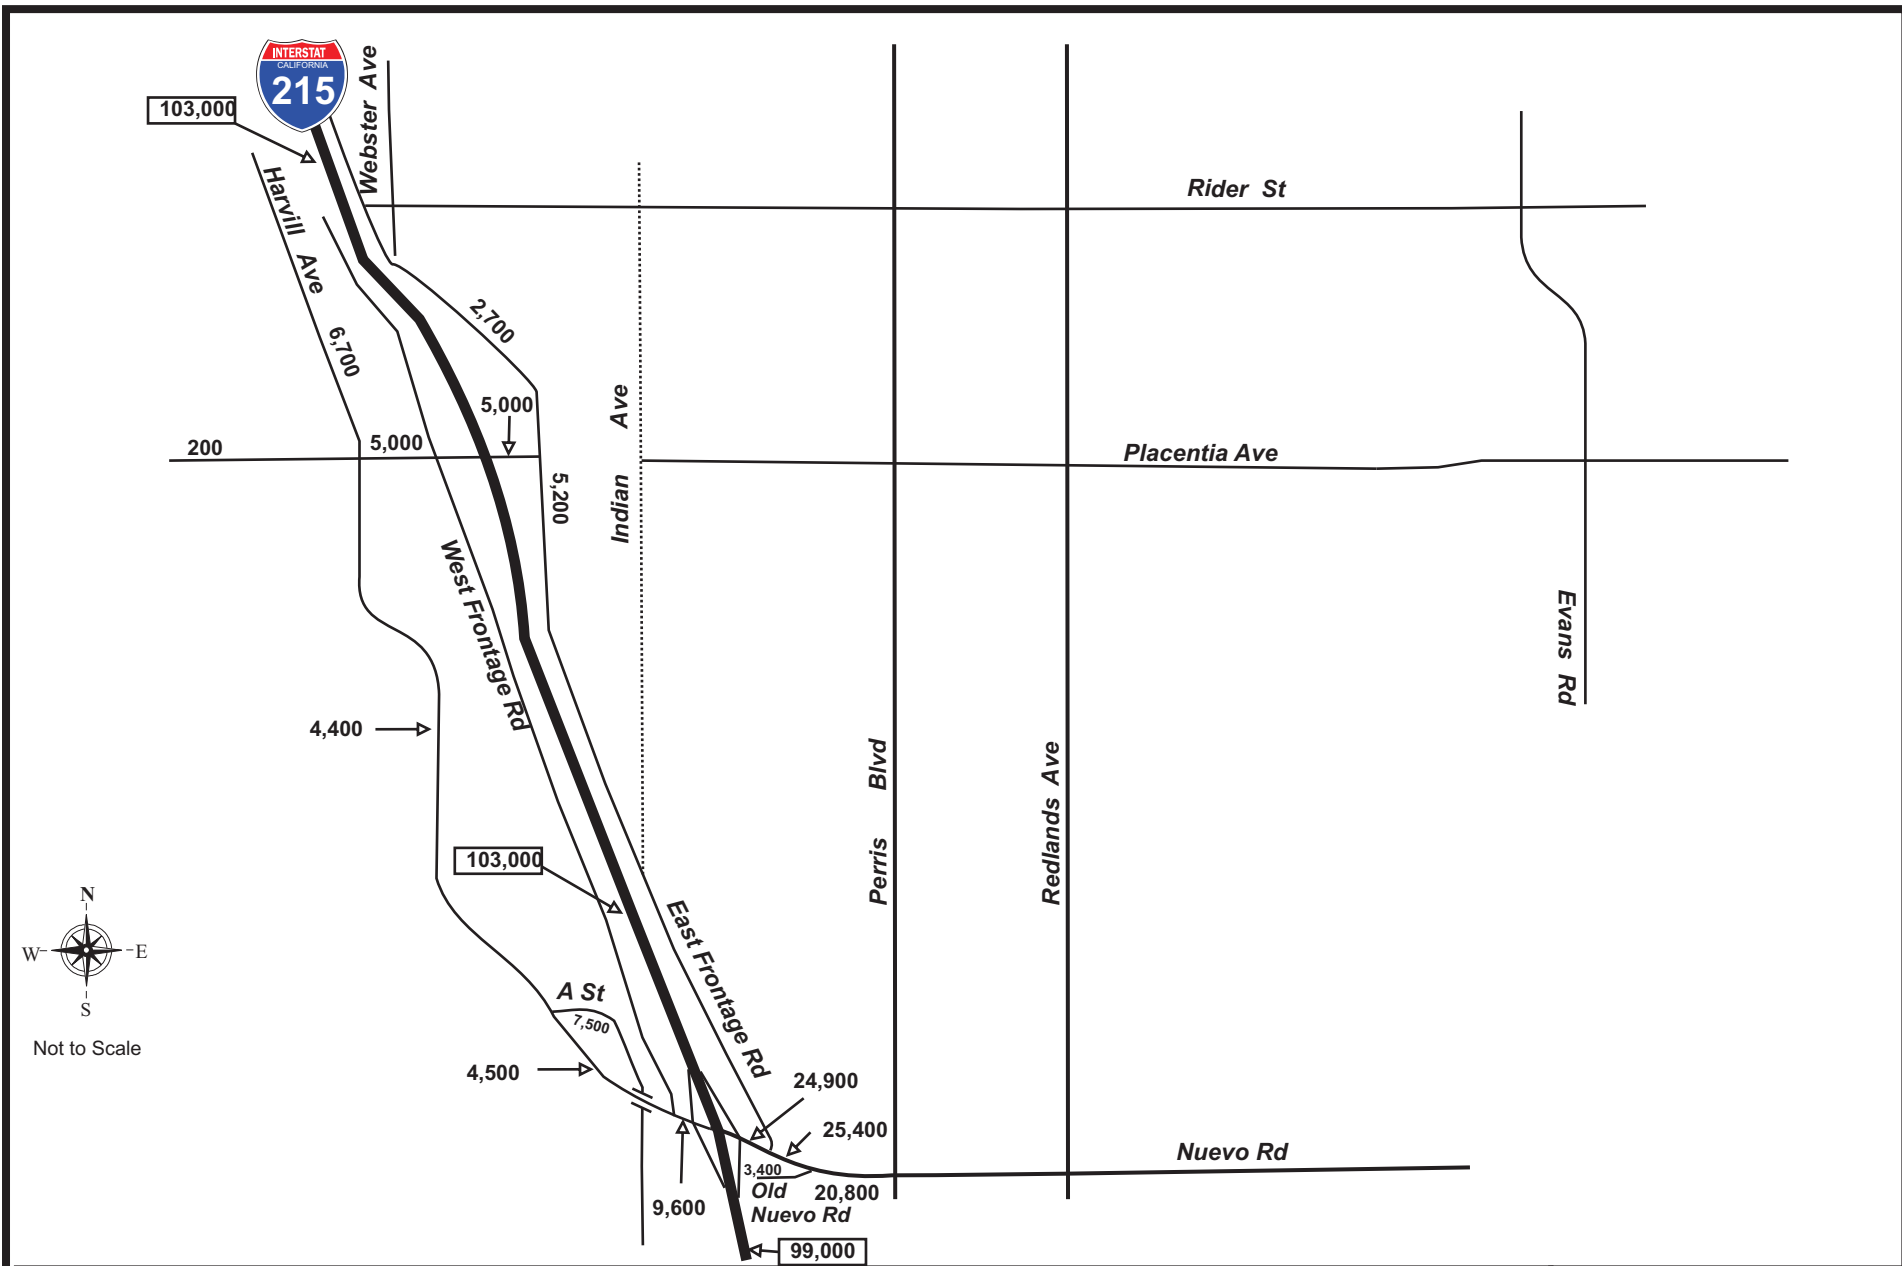 INTERSTAT
CALIFORNIA
215
103,000
Webster Ave
Harvill Ave
Rider St
2,700
6,700
5,000
Indian Ave
200
5,000
Placentia Ave
5,200
West Frontage Rd
Evans Rd
4,400
Perris Blvd
Redlands Ave
103,000
East Frontage Rd
N
W
E
S
Not to Scale
A St
7,500
4,500
24,900
25,400
Nuevo Rd
3,400
Old
Nuevo Rd
20,800
9,600
99,000